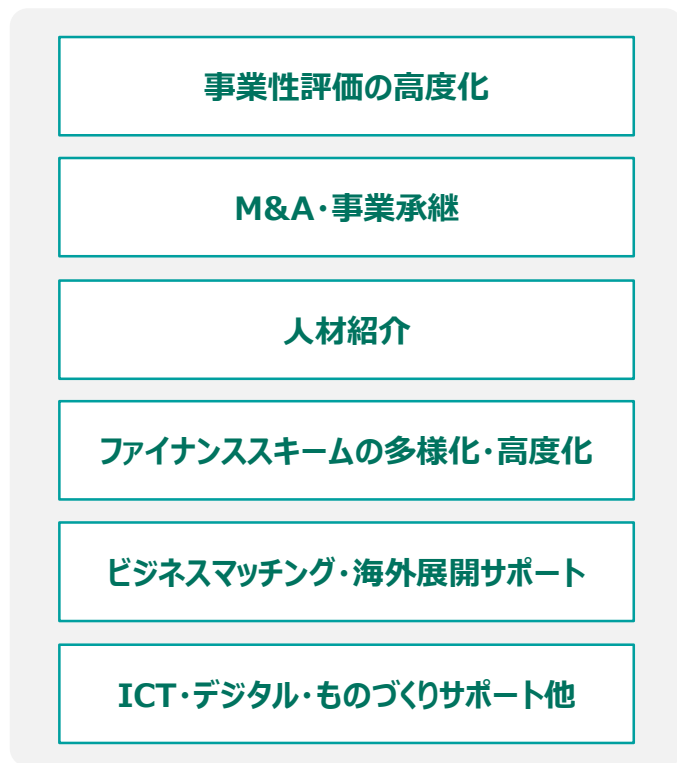 事業性評価の高度化
M&A・事業承継
人材紹介
ファイナンススキームの多様化・高度化
ビジネスマッチング・海外展開サポート
ICT・デジタル・ものづくりサポート他